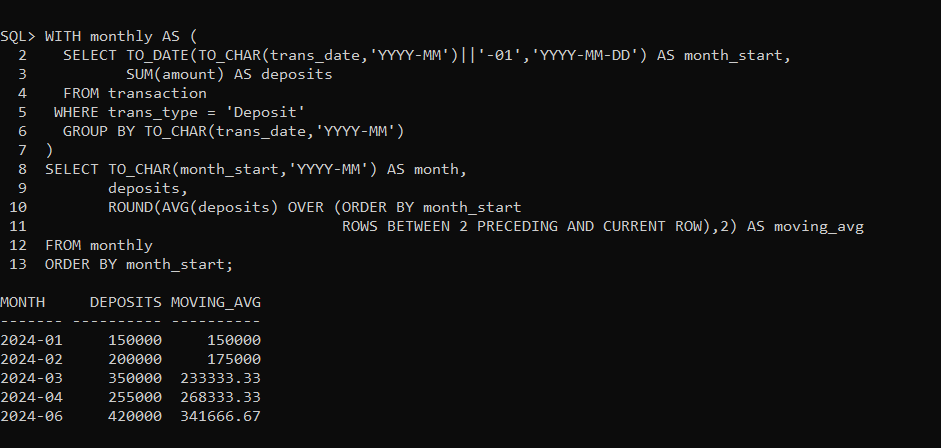 SQL> WITH monthly AS (
  2    SELECT TO_DATE(TO_CHAR(trans_date,'YYYY-MM')||'-01','YYYY-MM-DD') AS month_start,
  3           SUM(amount) AS deposits
  4    FROM transaction
  5   WHERE trans_type = 'Deposit'
  6    GROUP BY TO_CHAR(trans_date,'YYYY-MM')
  7  )
  8  SELECT TO_CHAR(month_start,'YYYY-MM') AS month,
  9         deposits,
 10         ROUND(AVG(deposits) OVER (ORDER BY month_start
 11                                   ROWS BETWEEN 2 PRECEDING AND CURRENT ROW),2) AS moving_avg
 12  FROM monthly
 13  ORDER BY month_start;
MONTH     DEPOSITS MOVING_AVG
------- ---------- ----------
2024-01     150000     150000
2024-02     200000     175000
2024-03     350000  233333.33
2024-04     255000  268333.33
2024-06     420000  341666.67